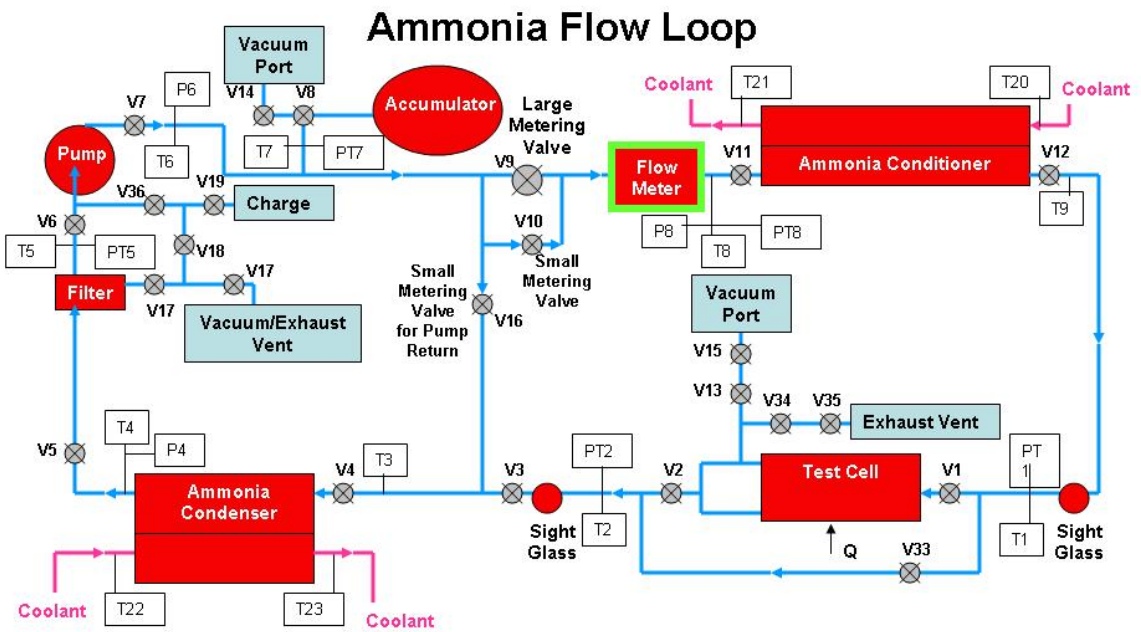 Ammonia Flow Loop
Vacuum
Port
V14
V8
Accumulator
P6
V7
T6
Pump
T7
PT7
Large
Metering
Valve
V9
Flow
Meter
Coolant
T21
T20
Coolant
V11
Ammonia Conditioner
V12
T9
V36
V19
Charge
V6
T5
PT5
V18
V17
Filter
V17
Vacuum/Exhaust
Vent
V10
Small
Metering
Valve
P8
T8
PT8
Small
Metering
Valve
for Pump
Return
V16
Vacuum
Port
V15
V13
V34
V35
Exhaust Vent
V5
T4
P4
Ammonia
Condenser
V4
T3
V3
Sight
Glass
PT2
T2
V2
Test Cell
V1
PT
1
T1
Sight
Glass
Q
V33
Coolant
T22
T23
Coolant